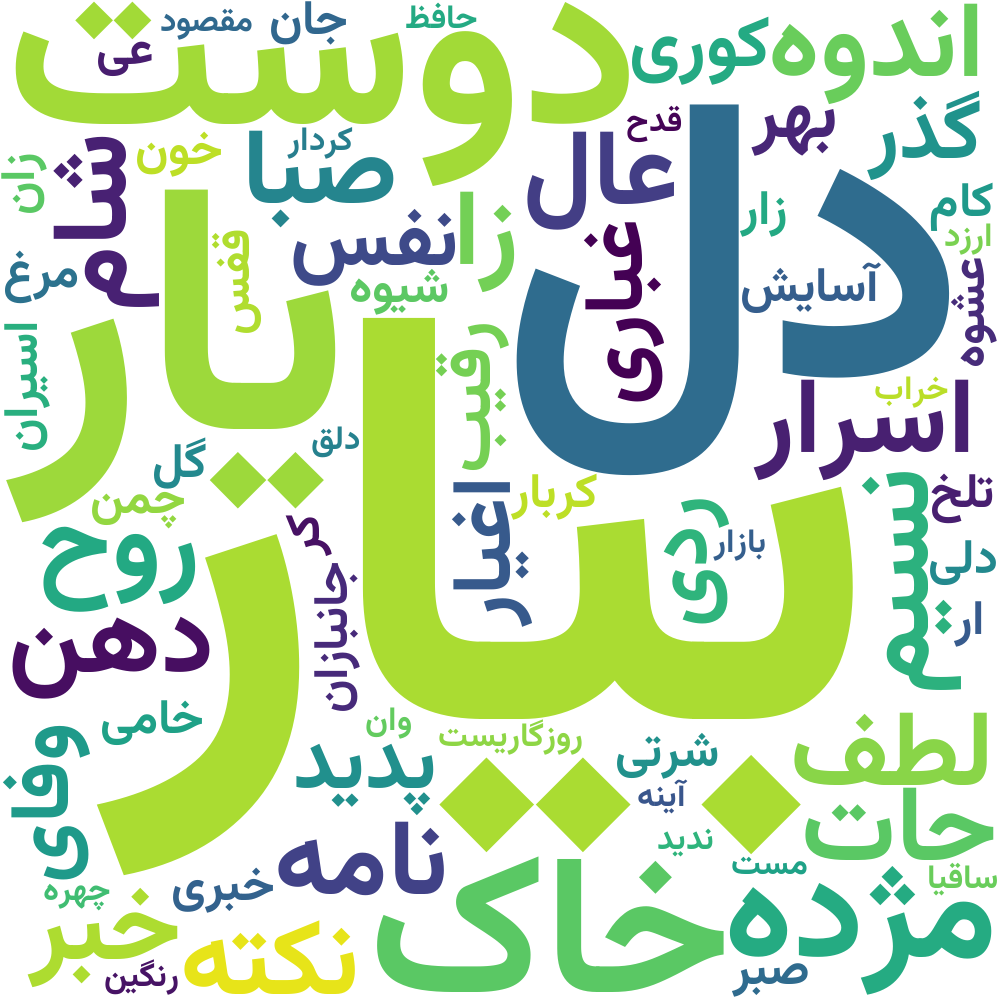 اندوه
کوری
دوست
حافظ
جان
مقصود
عی
گذر
بهر
قدح
عال
صبا
کردار
خون
شام
زان
کام
ارزد
زار
غباری
زا
نفس
شیوه
قفس
مرغ
یار
دل
آسایش
عشوه
خراب
اسرار
رقیب
اسیران
دلق
گل
چمن
تلخ
نسیم
کربار
اغیار
ردی
بازار
بیار
کر
جانبازان
روح
دلی
ار
دهن
خامی
وفای
وان
روزگاریست
پدید
شرتی
لطف
آینه
جات
ندید
نامه
خاک
مست
ساقیا
مژده
صبر
خبری
چهره
خبر
نکته
رنگین